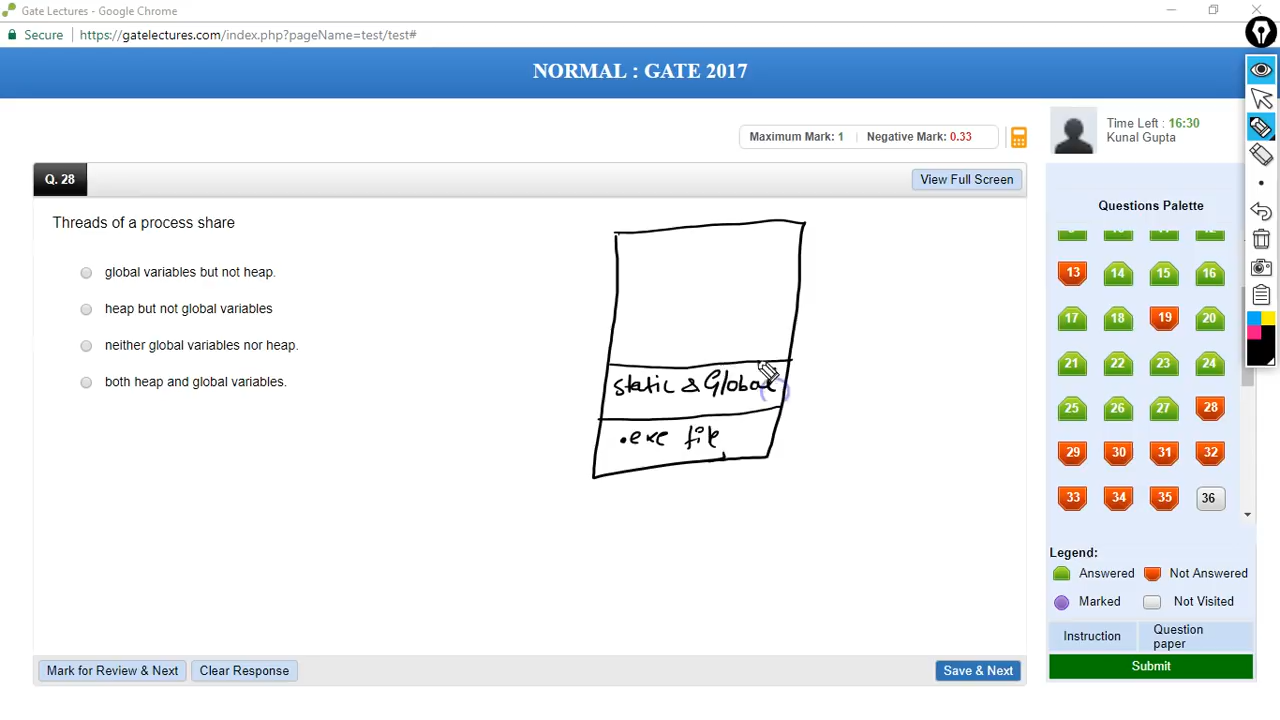 Gate Lectures - Google Chrome
Secure https://gatelectures.com/index.php?pageName=test/test#
NORMAL : GATE 2017
Maximum Mark: 1 | Negative Mark: 0.33
Time Left : 16:30
Kunal Gupta
Q. 28
View Full Screen
Threads of a process share
global variables but not heap.
heap but not global variables
neither global variables nor heap.
both heap and global variables.
static & Global
.exe file
Questions Palette
13 14 15 16
17 18 19 20
21 22 23 24
25 26 27 28
29 30 31 32
33 34 35 36
Legend:
Answered Not Answered
Marked Not Visited
Instruction
Question
paper
Submit
Mark for Review & Next
Clear Response
Save & Next